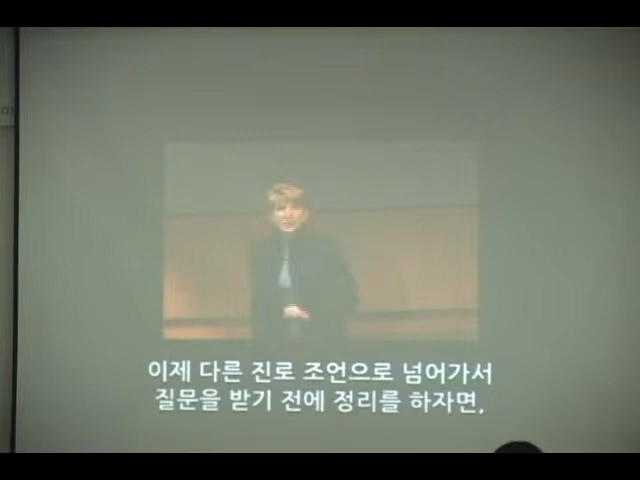 이제 다른 진로 조언으로 넘어가서
질문을 받기 전에 정리를 하자면,